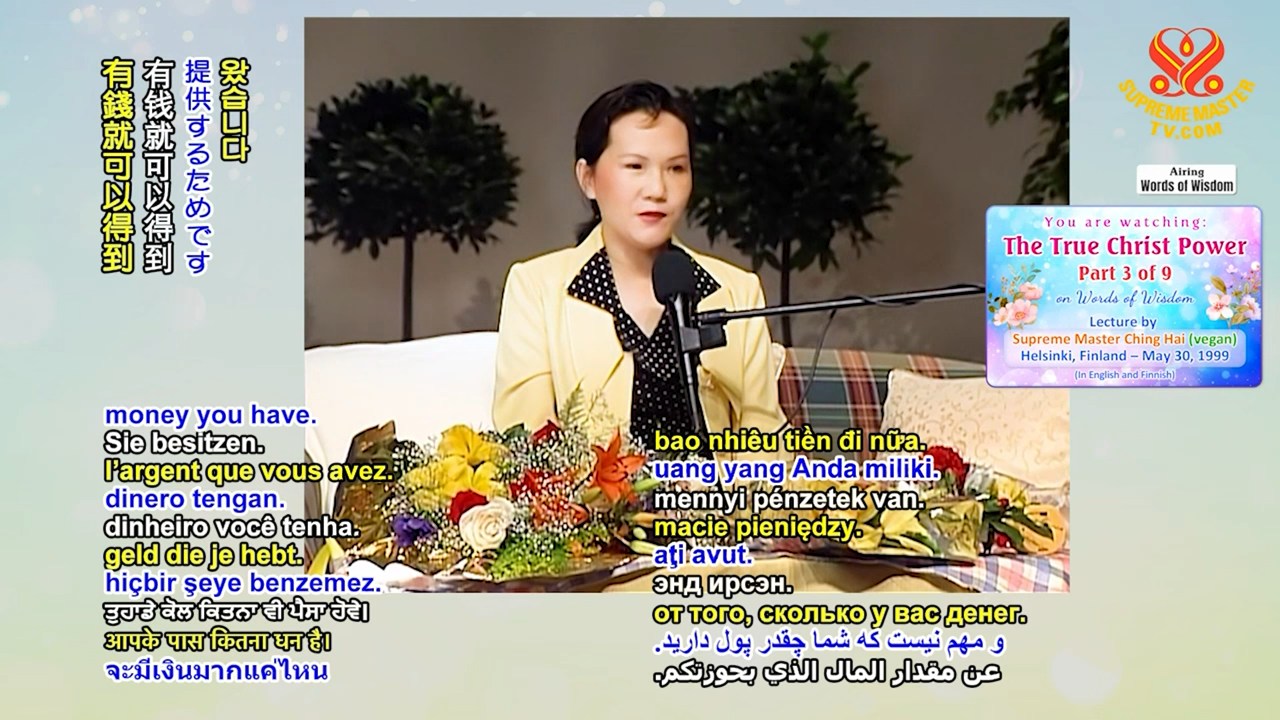 왔습니다
提供するためです
有钱就可以得到
有錢就可以得到
SUPREME MASTER
TV.COM
Airing
Words of Wisdom
You are watching:
The True Christ Power
Part 3 of 9
on Words of Wisdom
Lecture by
Supreme Master Ching Hai (vegan)
Helsinki, Finland – May 30, 1999
(In English and Finnish)
money you have.
Sie besitzen.
l’argent que vous avez.
dinero tengan.
dinheiro você tenha.
geld die je hebt.
hiçbir şeye benzemez.
ਤੁਹਾਡੇ ਕੋਲ ਕਿਤਨਾ ਵੀ ਪੈਸਾ ਹੋਵੇ।
आपके पास कितना धन है।
จะมีเงินมากแค่ไหน
bao nhiêu tiền đi nữa.
uang yang Anda miliki.
mennyi pénzetek van.
macie pieniędzy.
aţi avut.
энд ирсэн.
от того, сколько у вас денег.
و مهم نیست که شما چقدر پول دارید.
عن مقدار المال الذي بحوزتكم.